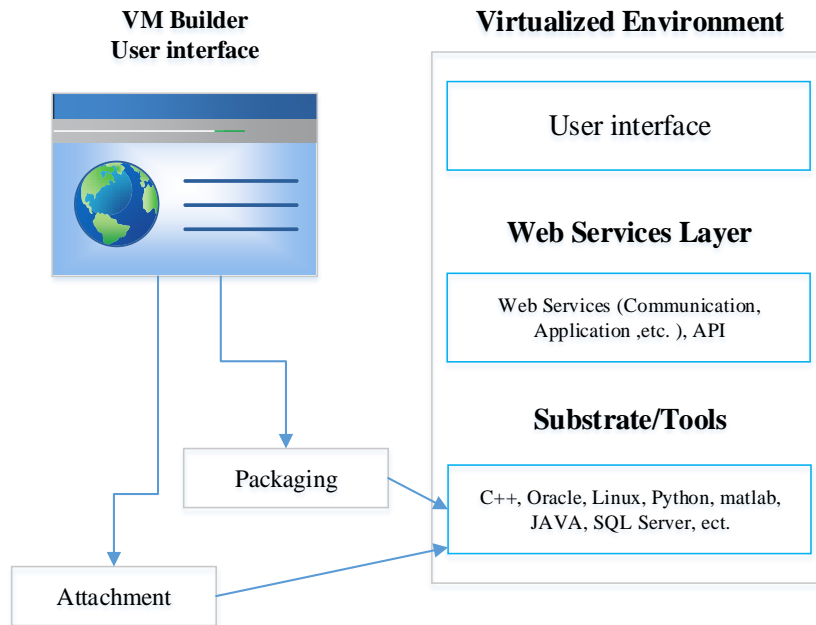 VM Builder
User interface
Virtualized Environment
User interface
Web Services Layer
Web Services (Communication,
Application ,etc. ), API
Substrate/Tools
Packaging
C++, Oracle, Linux, Python, matlab,
JAVA, SQL Server, ect.
Attachment